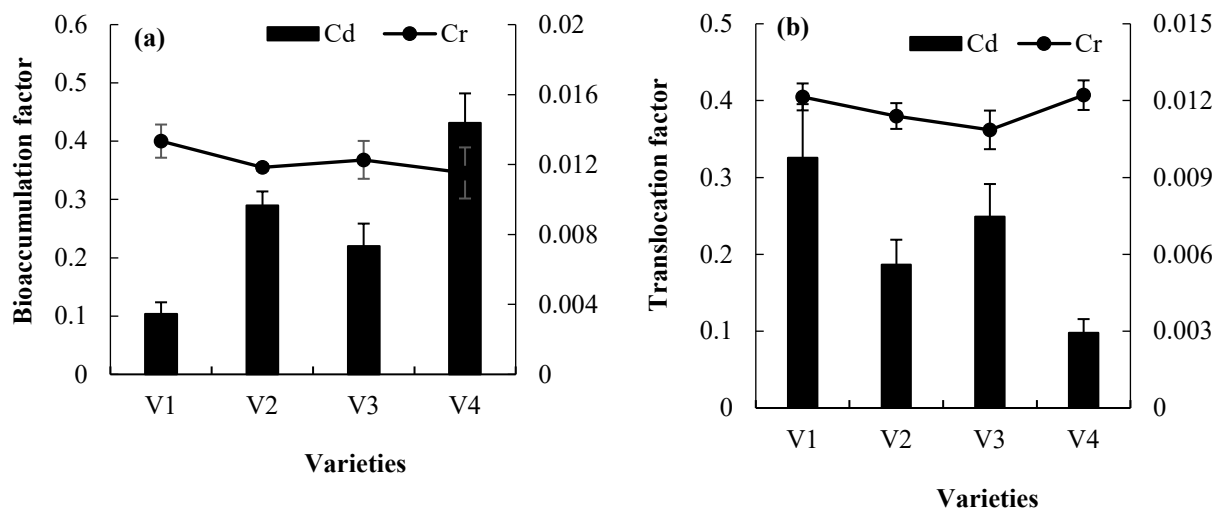 (a)
Cd
Cr
Bioaccumulation factor
0.6
0.5
0.4
0.3
0.2
0.1
0
0.02
0.016
0.012
0.008
0.004
0
V1 V2 V3 V4
Varieties
(b)
Cd
Cr
Translocation factor
0.5
0.4
0.3
0.2
0.1
0
0.015
0.012
0.009
0.006
0.003
0
V1 V2 V3 V4
Varieties